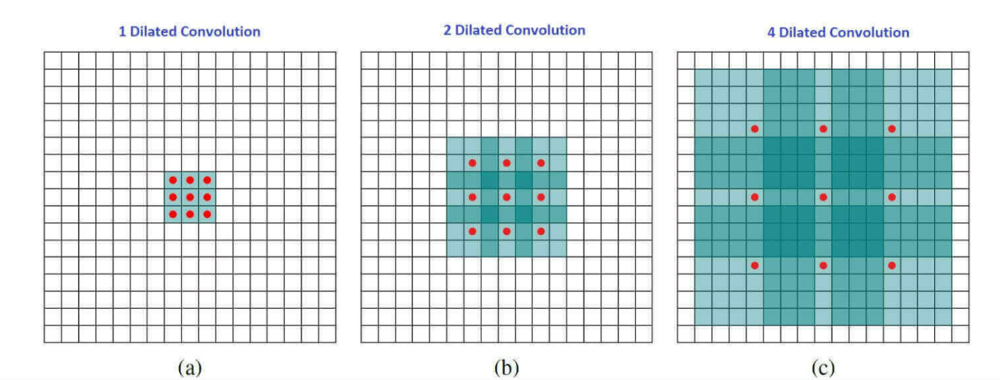 1 Dilated Convolution
2 Dilated Convolution
4 Dilated Convolution
(a)
(b)
(c)